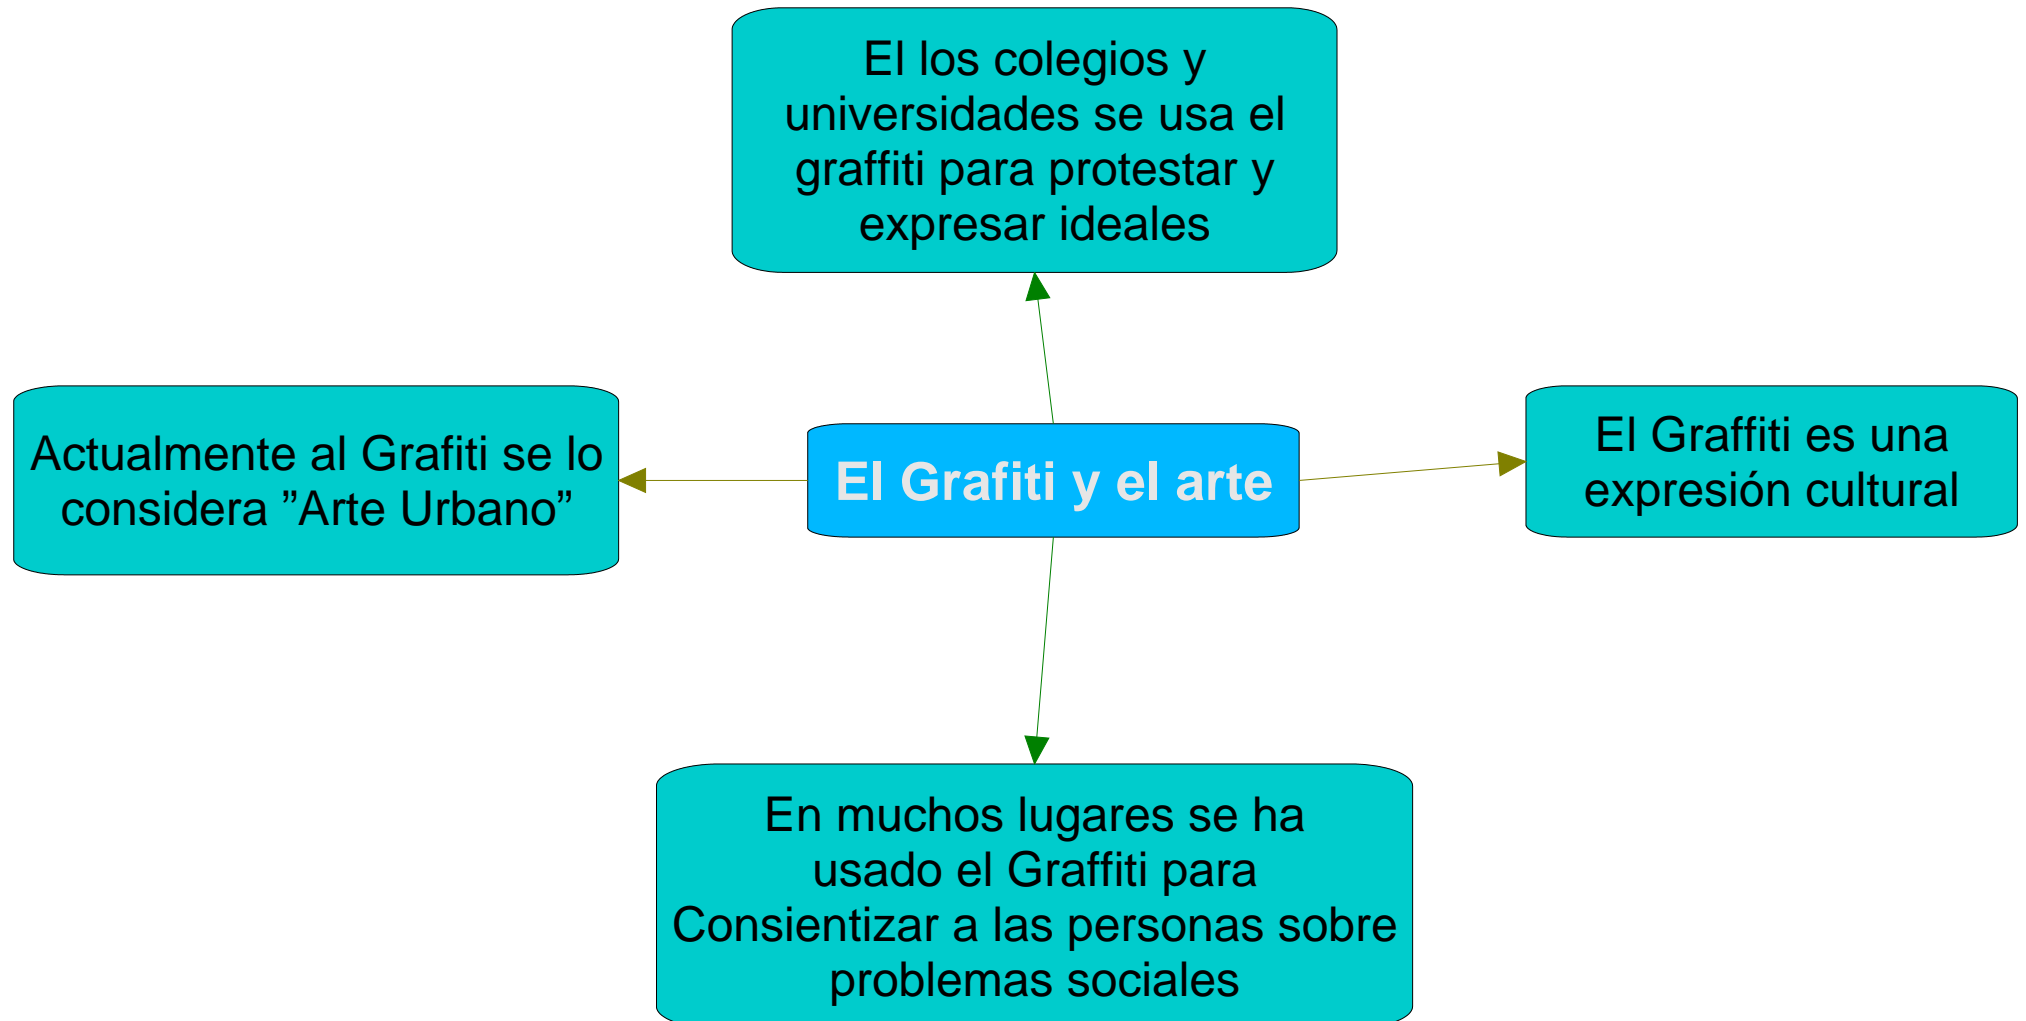 El los colegios y
universidades se usa el
graffiti para protestar y
expresar ideales
Actualmente al Grafiti se lo
considera ”Arte Urbano”
El Grafiti y el arte
El Graffiti es una
expresión cultural
En muchos lugares se ha
usado el Graffiti para
Consientizar a las personas sobre
problemas sociales